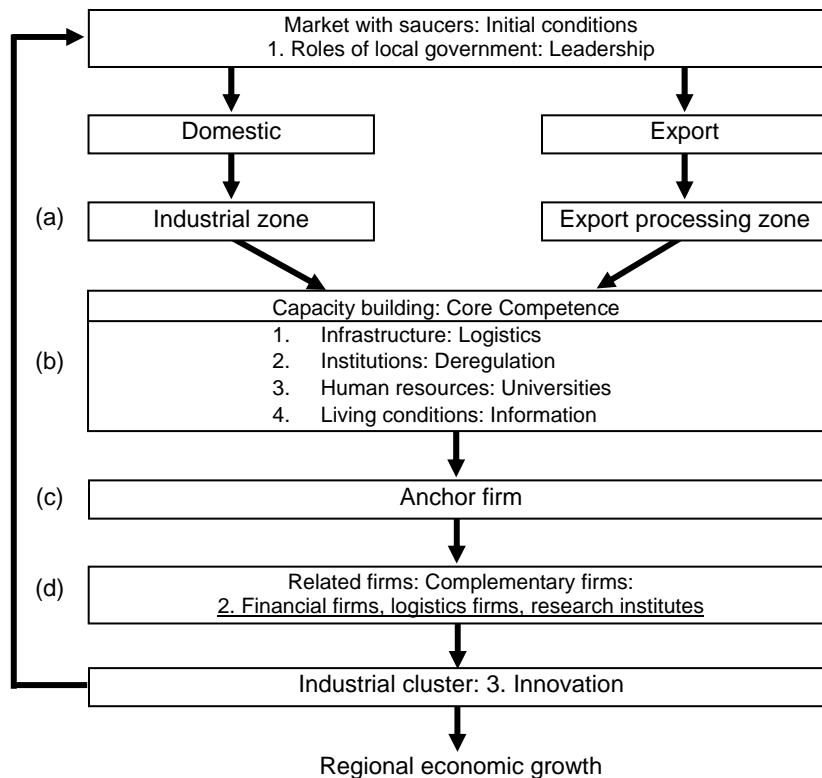 Market with saucers: Initial conditions
1. Roles of local government: Leadership
Domestic
Export
(a)
Industrial zone
Export processing zone
Capacity building: Core Competence
(b)
1. Infrastructure: Logistics
2. Institutions: Deregulation
3. Human resources: Universities
4. Living conditions: Information
(c)
Anchor firm
(d)
Related firms: Complementary firms:
2. Financial firms, logistics firms, research institutes
Industrial cluster: 3. Innovation
Regional economic growth